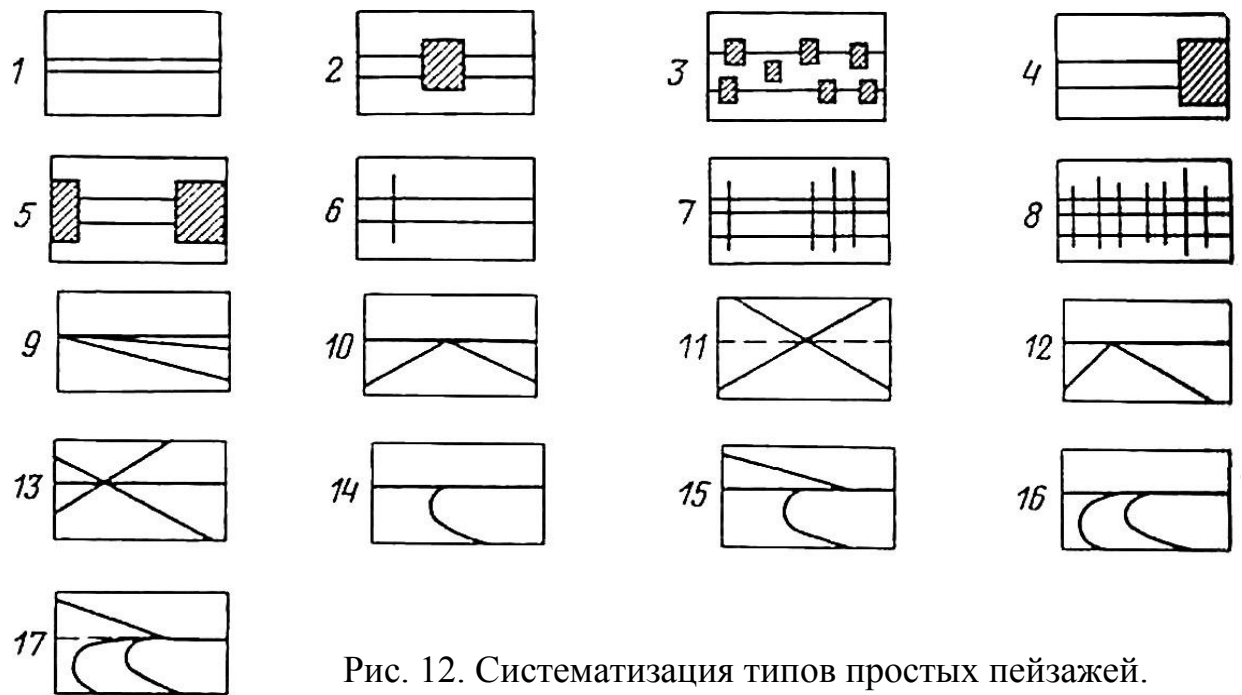 1 2 3 4
5 6 7 8
9 10 11 12
13 14 15 16
17
Рис. 12. Систематизация типов простых пейзажей.